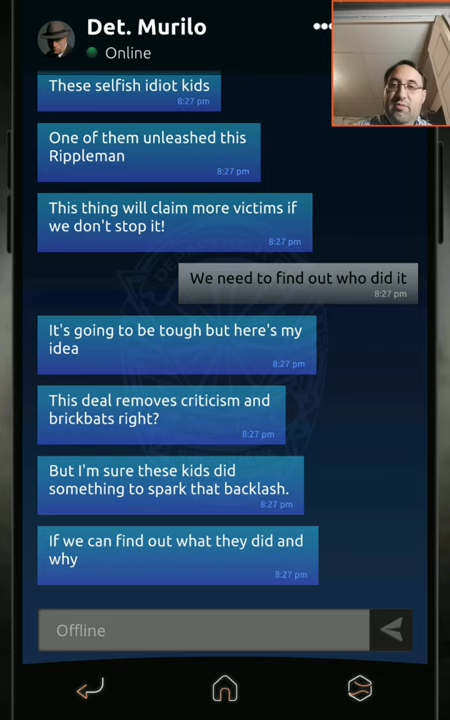 Det. Murilo
Online
These selfish idiot kids
8:27 pm
One of them unleashed this
Rippleman
8:27 pm
This thing will claim more victims if
we don't stop it!
8:27 pm
We need to find out who did it
8:27 pm
It's going to be tough but here's my
idea
8:27 pm
This deal removes criticism and
brickbats right?
8:27 pm
But I'm sure these kids did
something to spark that backlash.
8:27 pm
If we can find out what they did and
why
8:27 pm
Offline